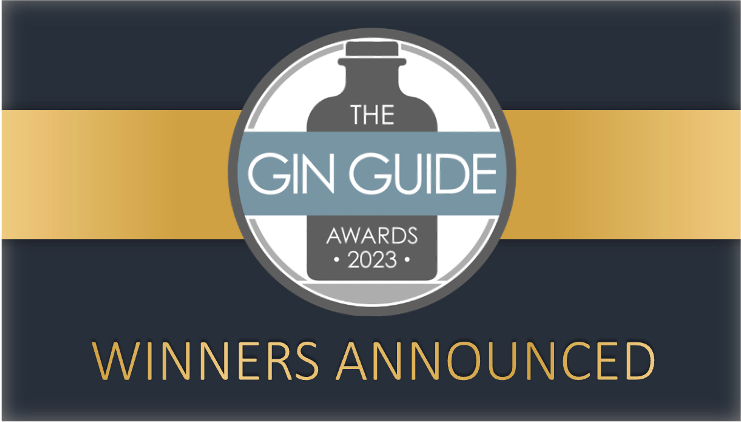 THE
GIN GUIDE
AWARDS
• 2023 •
WINNERS ANNOUNCED